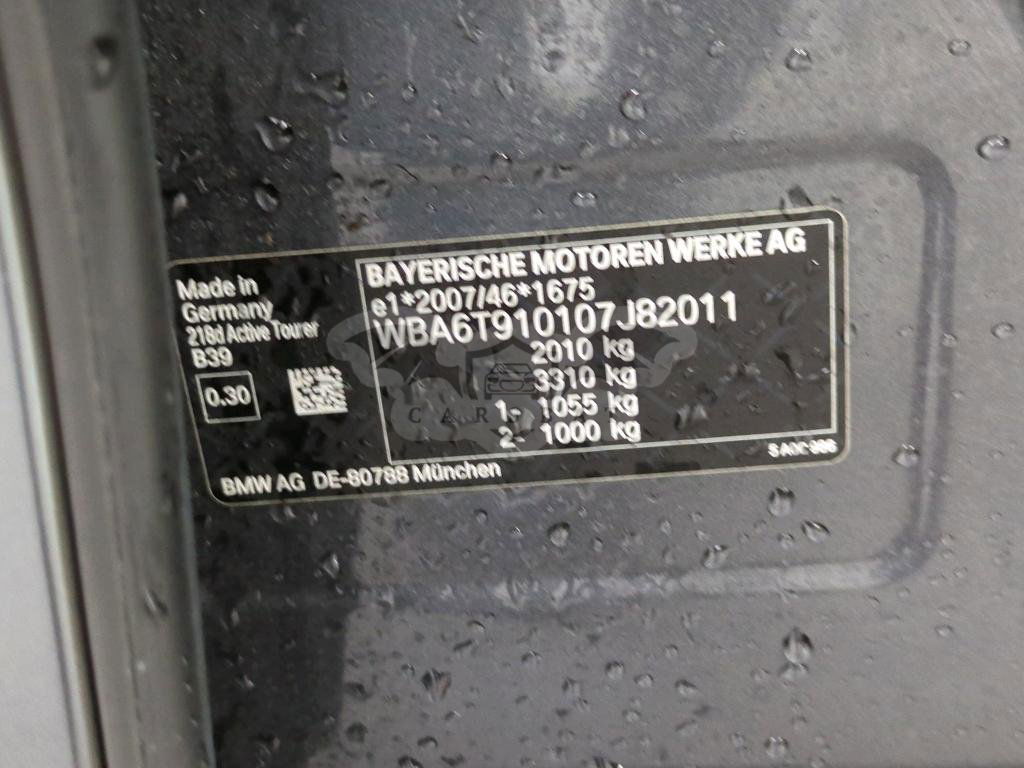 Made in
Germany
218d Active Tourer
B39
0.30
BAYERISCHE MOTOREN WERKE AG
e1*2007/46*1675
WBA6T910107J82011
2010 kg
3310 kg
1- 1055 kg
2- 1000 kg
BMW AG DE-80788 München